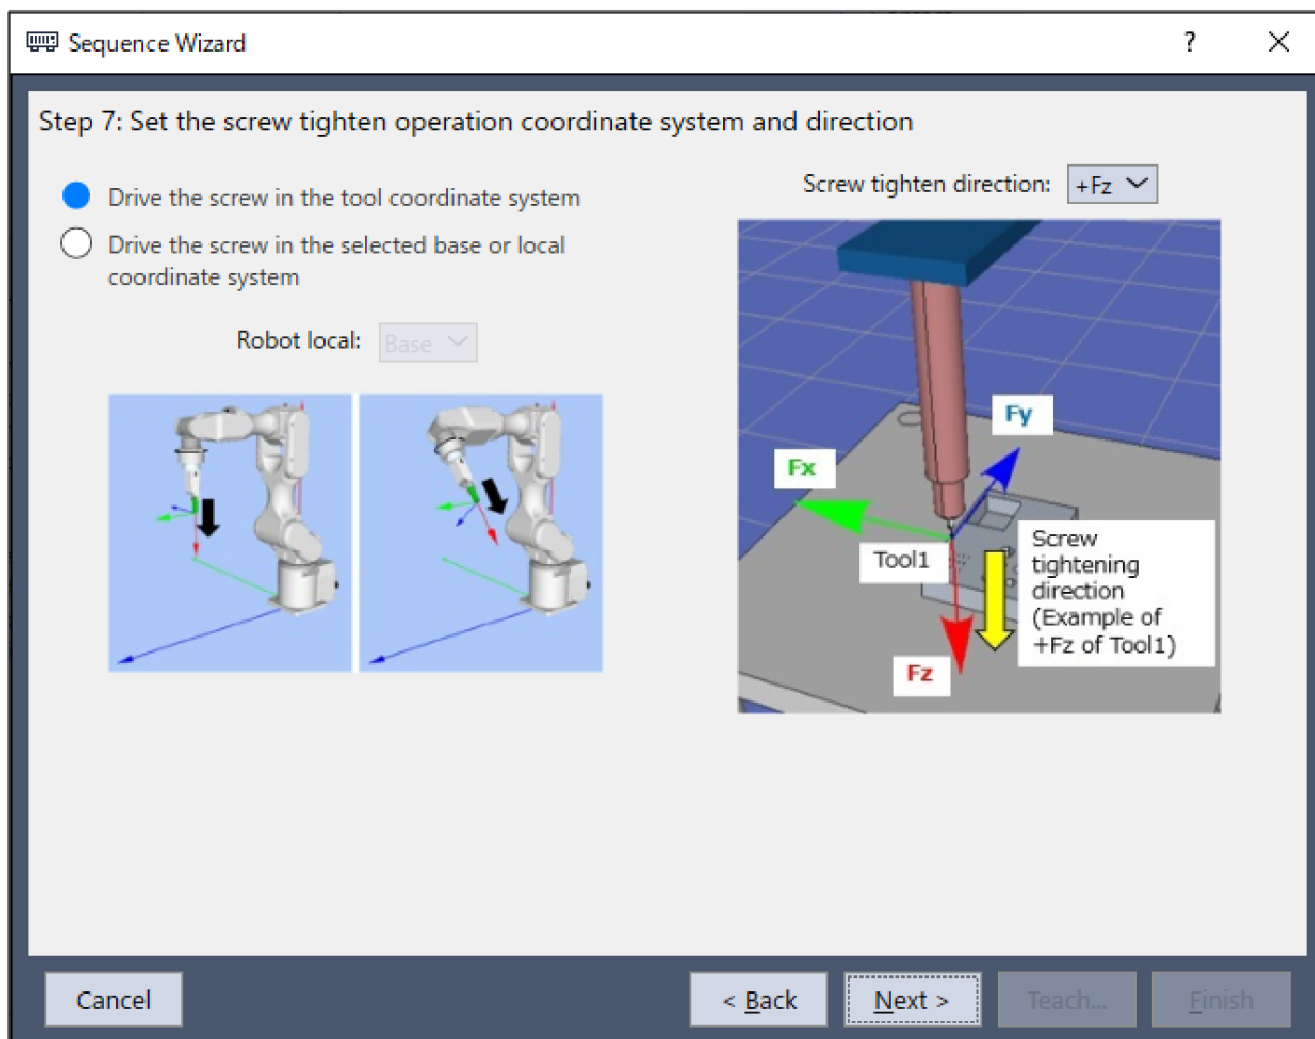 Sequence Wizard
?
Step 7: Set the screw tighten operation coordinate system and direction
Drive the screw in the tool coordinate system
Drive the screw in the selected base or local
coordinate system
Robot local:
Base
Screw tighten direction:
+Fz
Fy
Fx
Tool1
Screw
tightening
direction
(Example of
+Fz of Tool1)
Fz
Cancel
< Back
Next >
Teach...
Finish